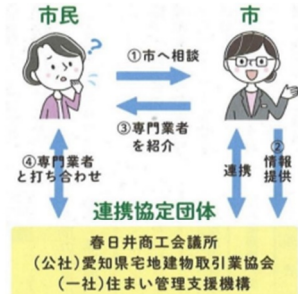 市民
市
?
①市へ相談
③専門業者
を紹介
④専門業者
と打ち合わせ
連携
②
情報
提供
連携協定団体
春日井商工会議所
(公社)愛知県宅地建物取引業協会
(一社)住まい管理支援機構